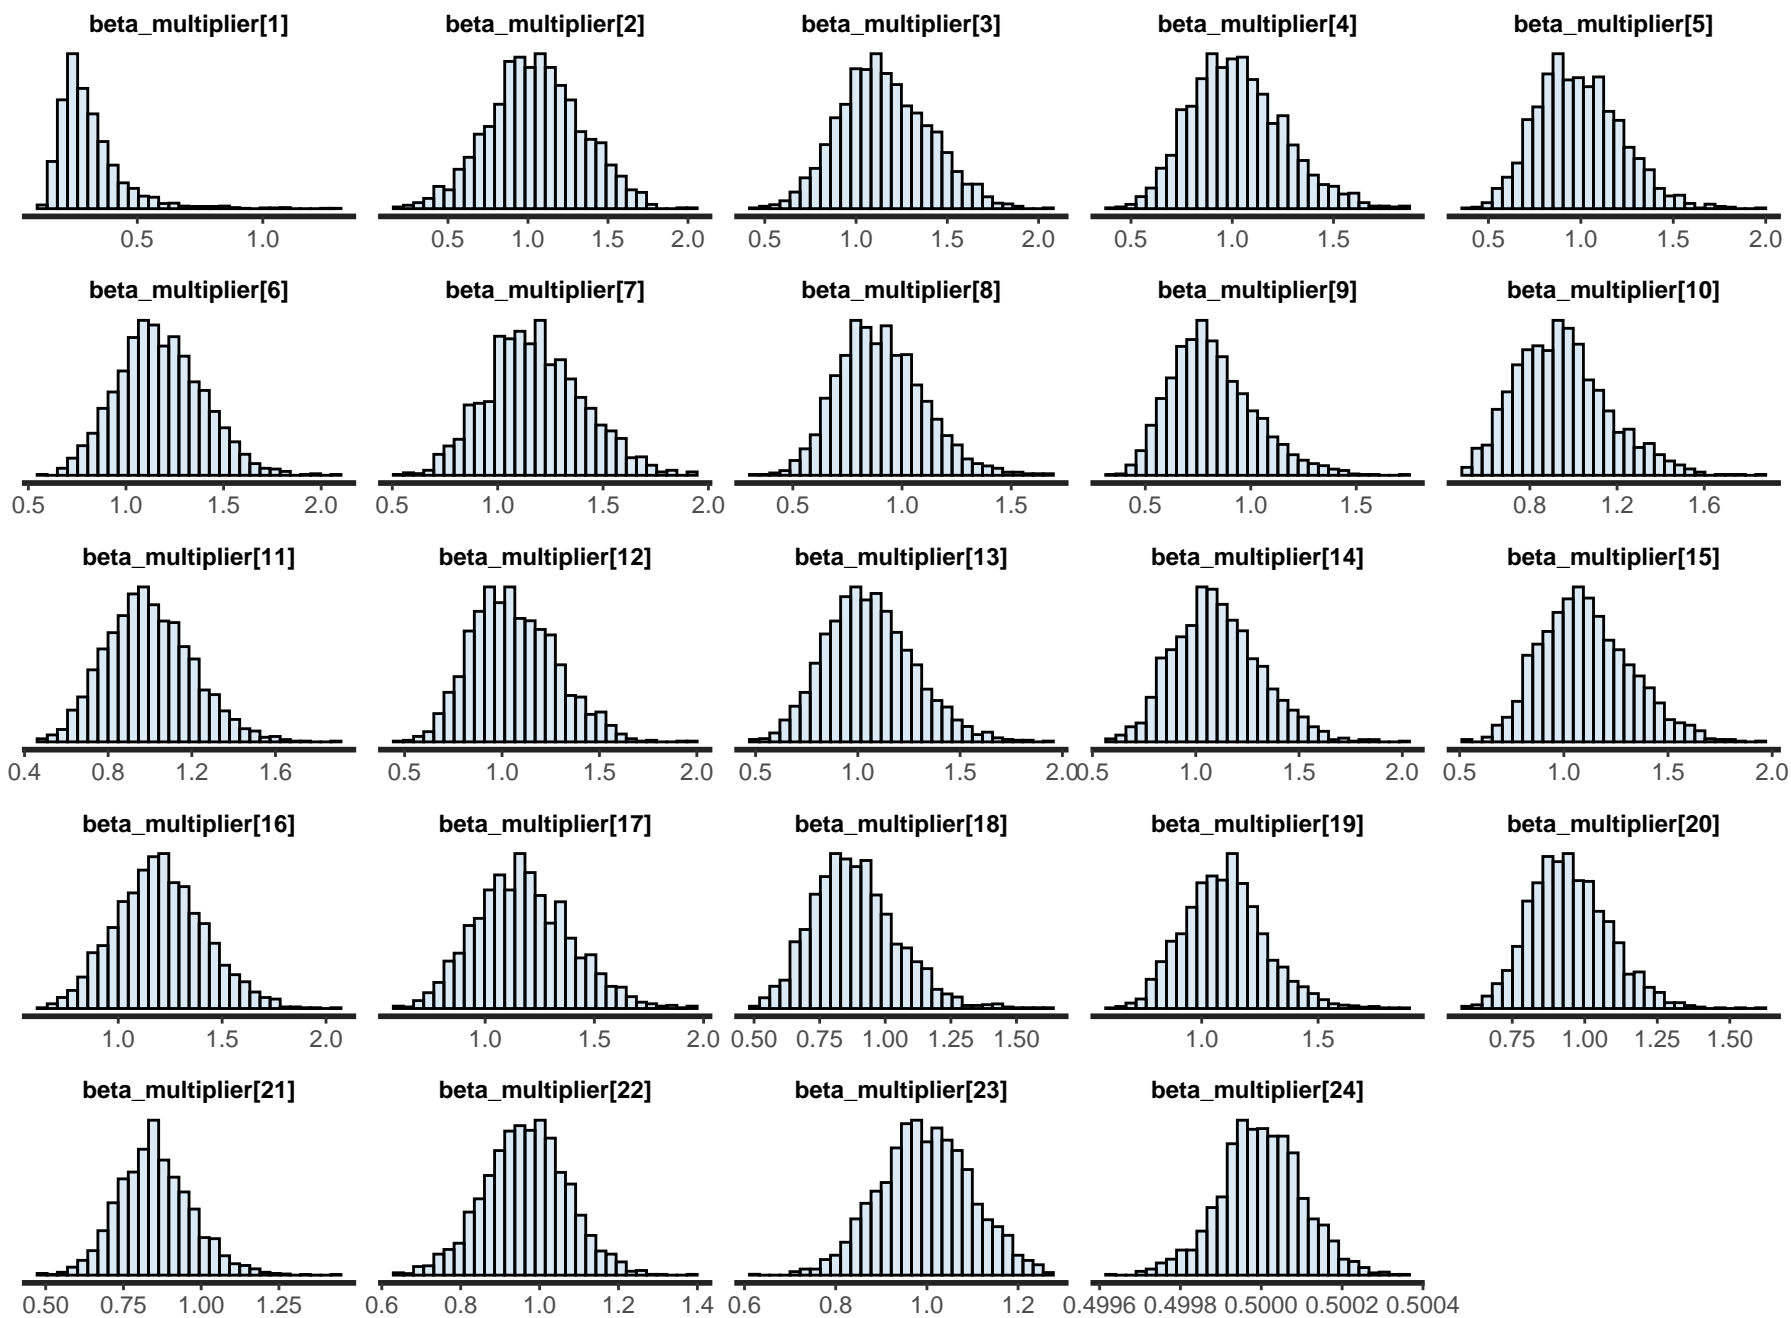 beta_multiplier[1] beta_multiplier[2] beta_multiplier[3] beta_multiplier[4] beta_multiplier[5]
0.5 1.0 0.5 1.0 1.5 2.0 0.5 1.0 1.5 2.0 0.5 1.0 1.5 0.5 1.0 1.5 2.0
beta_multiplier[6] beta_multiplier[7] beta_multiplier[8] beta_multiplier[9] beta_multiplier[10]
0.5 1.0 1.5 2.0 0.5 1.0 1.5 2.0 0.5 1.0 1.5 0.5 1.0 1.5 0.8 1.2 1.6
beta_multiplier[11] beta_multiplier[12] beta_multiplier[13] beta_multiplier[14] beta_multiplier[15]
0.4 0.8 1.2 1.6 0.5 1.0 1.5 2.0 0.5 1.0 1.5 2.0 0.5 1.0 1.5 2.0 0.5 1.0 1.5 2.0
beta_multiplier[16] beta_multiplier[17] beta_multiplier[18] beta_multiplier[19] beta_multiplier[20]
1.0 1.5 2.0 1.0 1.5 2.0 0.50 0.75 1.00 1.25 1.50 1.0 1.5 0.75 1.00 1.25 1.50
beta_multiplier[21] beta_multiplier[22] beta_multiplier[23] beta_multiplier[24]
0.50 0.75 1.00 1.25 0.6 0.8 1.0 1.2 1.4 0.6 0.8 1.0 1.2 0.4996 0.4998 0.5000 0.5002 0.5004